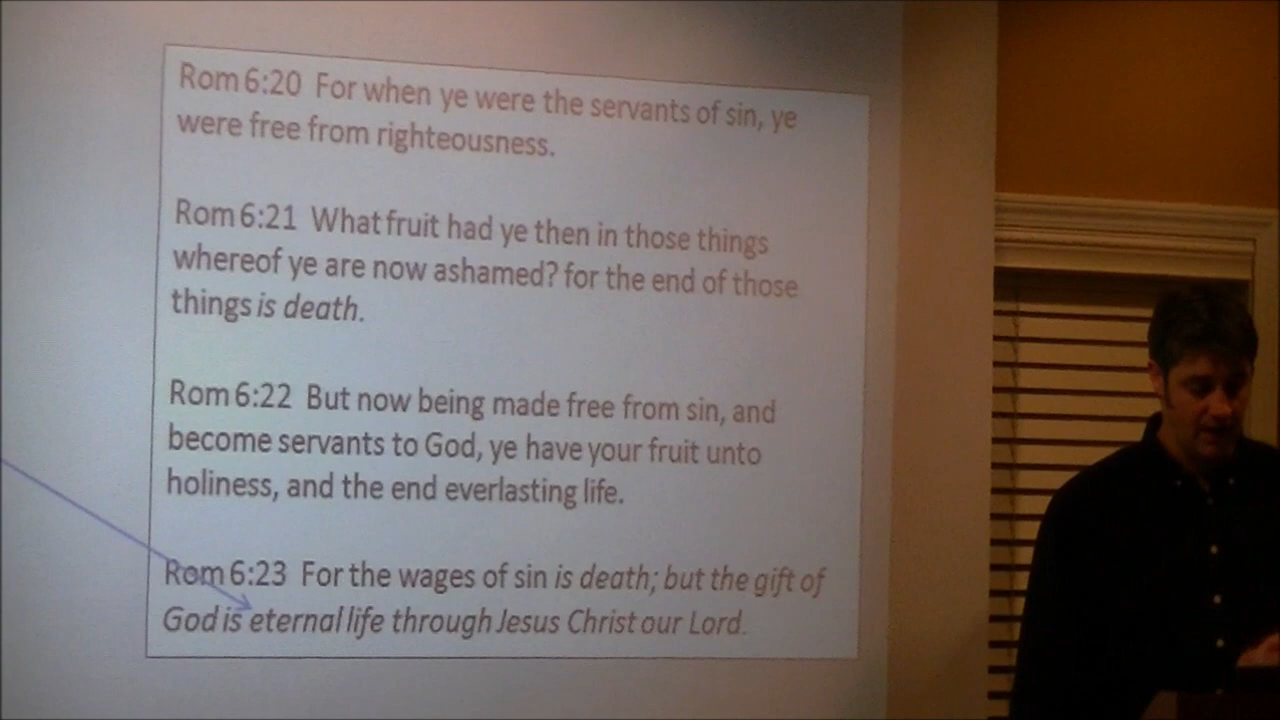 Rom 6:20 For when ye were the servants of sin, ye
were free from righteousness.
Rom 6:21 What fruit had ye then in those things
whereof ye are now ashamed? for the end of those
things is death.
Rom 6:22 But now being made free from sin, and
become servants to God, ye have your fruit unto
holiness, and the end everlasting life.
Rom 6:23 For the wages of sin is death; but the gift of
God is eternal life through Jesus Christ our Lord.